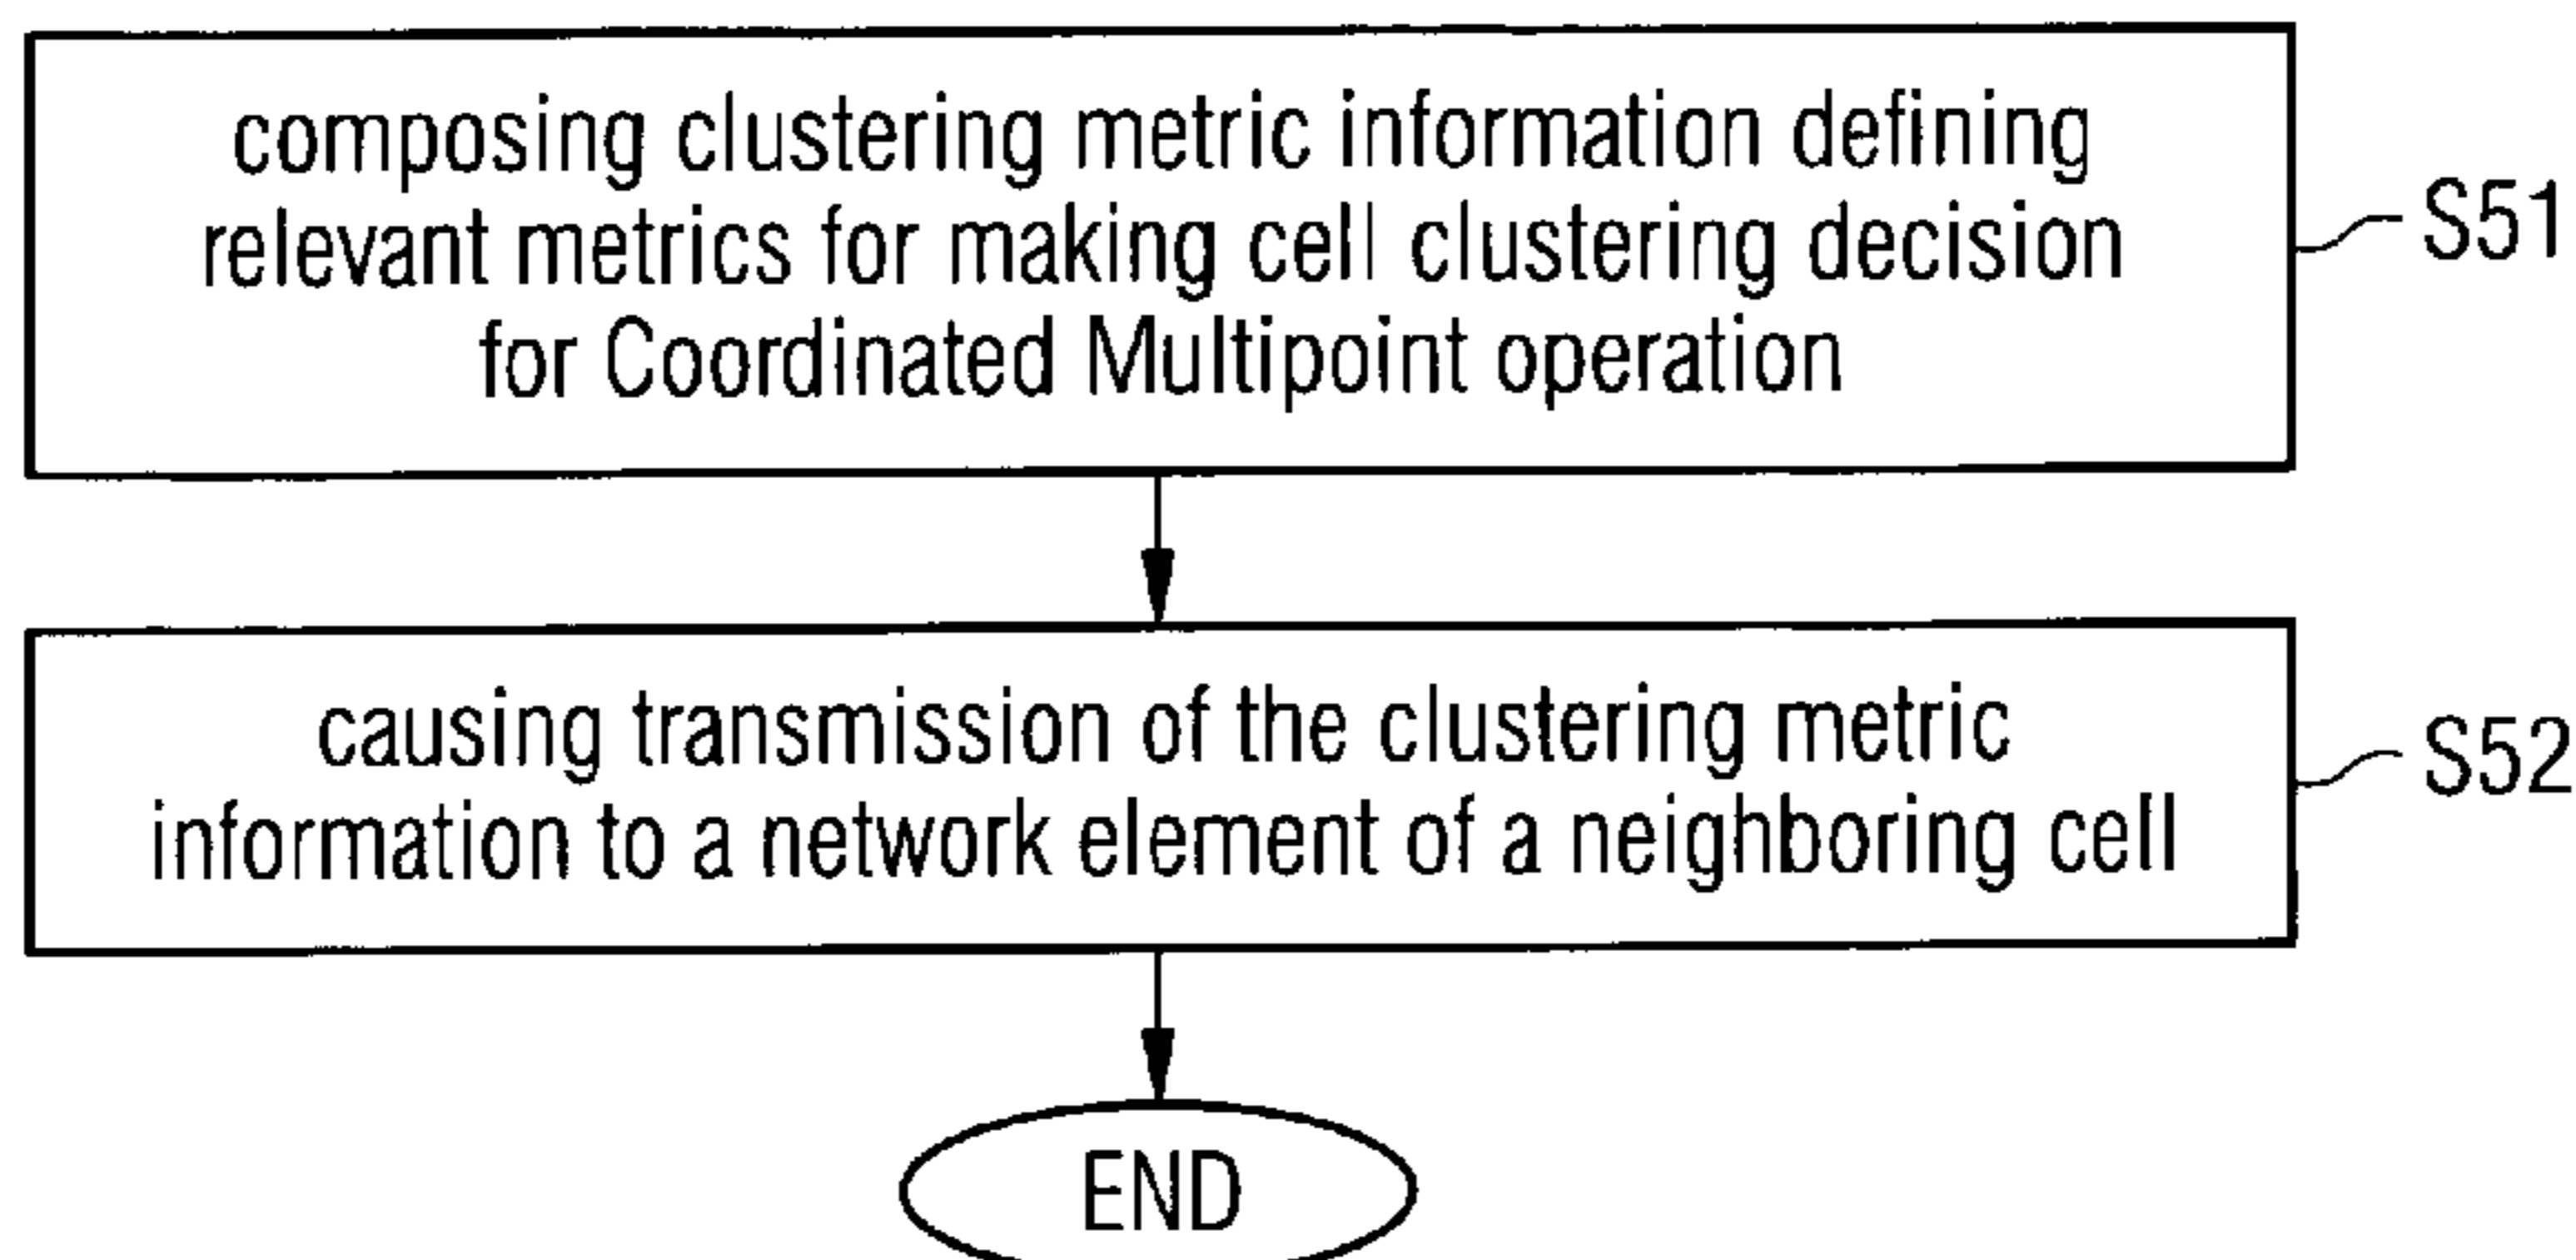 composing clustering metric information defining
relevant metrics for making cell clustering decision
for Coordinated Multipoint operation
S51
causing transmission of the clustering metric
information to a network element of a neighboring cell
S52
END